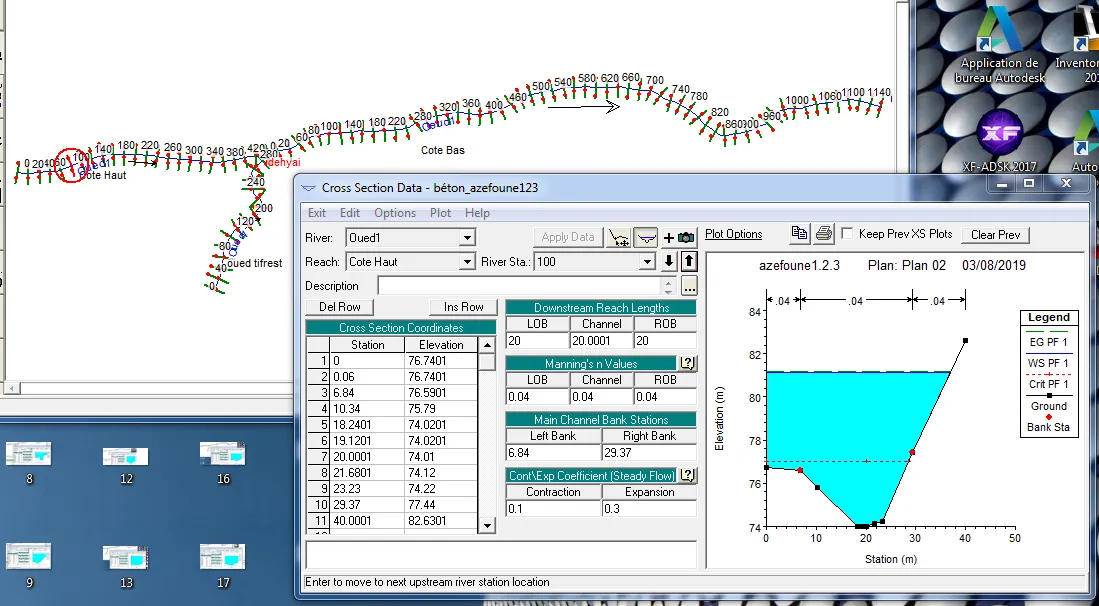 500 540 580 620 660 700
740 780
820
860 900 960
1000 1060 1100 1140
460
280 320 360 400
Oued1
60 80 100 140 180 220
Cote Bas
0 20 40 60 100 140 180 220 260 300 340 380 420 0.20
Oued1
Cote Haut
280
dehyai
240
200
120
80
40
0
oued tifrest
Application de
bureau Autodesk
Inventor
201
XF
XF-ADSK 2017
Auto
Cross Section Data - béton_azefoune123
Exit Edit Options Plot Help
River: Oued1 Apply Data
Reach: Cote Haut River Sta.: 100
Description ...
Del Row Ins Row
Cross Section Coordinates
Station Elevation
1 0 76.7401
2 0.06 76.7401
3 6.84 76.5901
4 10.34 75.79
5 18.2401 74.0201
6 19.1201 74.0201
7 20.0001 74.01
8 21.6801 74.12
9 23.23 74.22
10 29.37 77.44
11 40.0001 82.6301
Downstream Reach Lengths
LOB Channel ROB
20 20.0001 20
Manning's n Values ?
LOB Channel ROB
0.04 0.04 0.04
Main Channel Bank Stations
Left Bank Right Bank
6.84 29.37
Cont\Exp Coefficient (Steady Flow) ?
Contraction Expansion
0.1 0.3
Enter to move to next upstream river station location
Plot Options Keep Prev XS Plots Clear Prev
azefoune1.2.3 Plan: Plan 02 03/08/2019
.04 .04 .04
84
82
80
78
76
74
Elevation (m)
0 10 20 30 40 50
Station (m)
Legend
EG PF 1
WS PF 1
Crit PF 1
Ground
Bank Sta
8 12 16
9 13 17